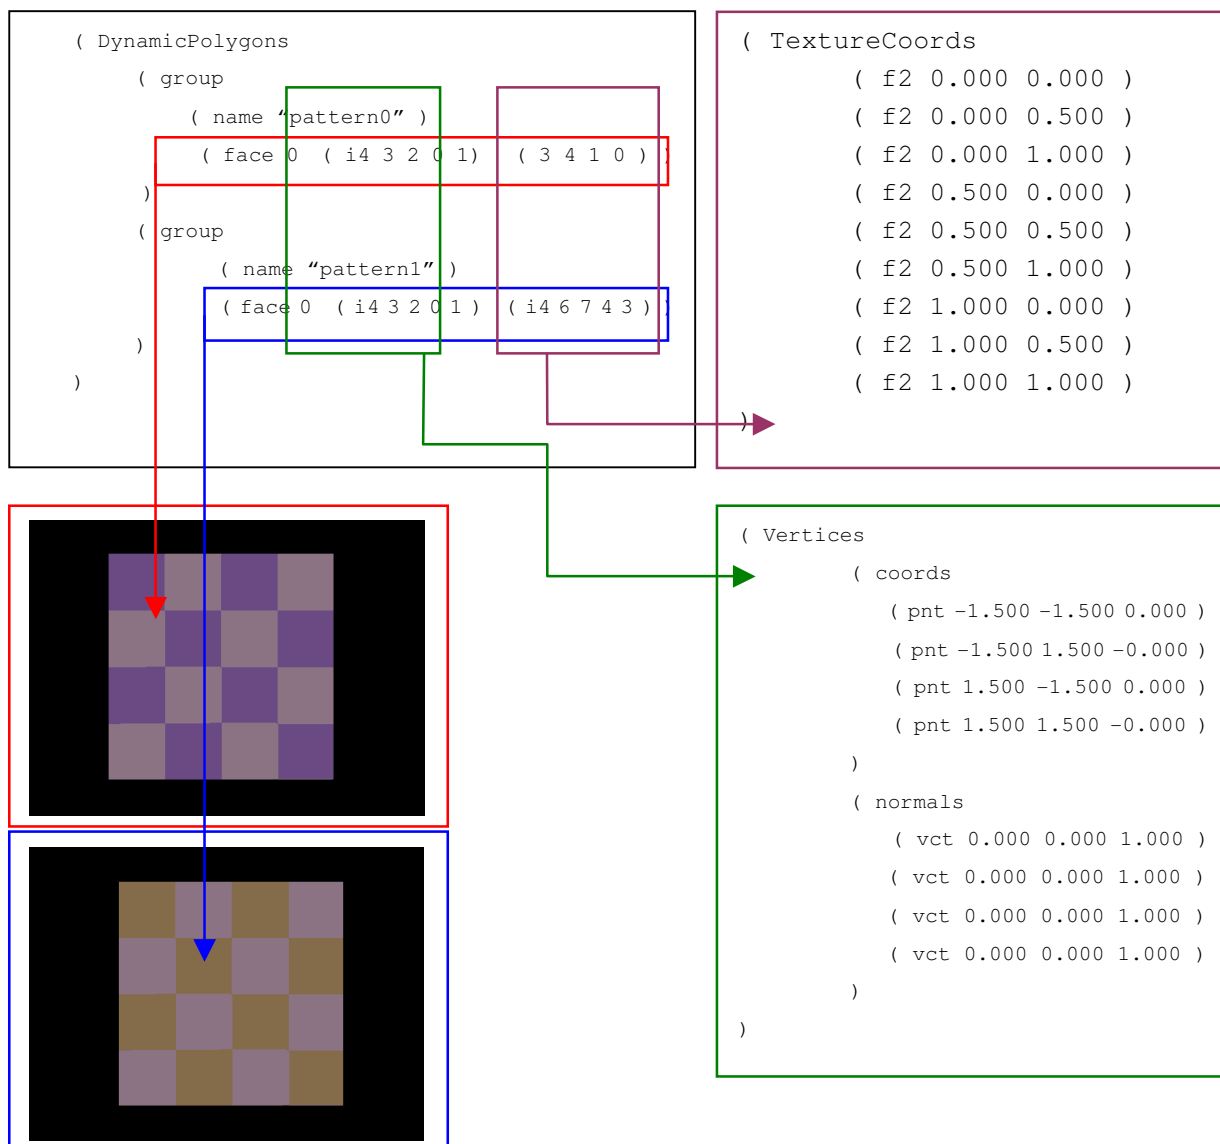 ( DynamicPolygons
( group
( name “pattern0” )
( face 0 ( i4 3 2 0 1) ( 3 4 1 0 ) )
)
( group
( name “pattern1” )
( face 0 ( i4 3 2 0 1 ) ( i4 6 7 4 3 ) )
)
)
( TextureCoords
( f2 0.000 0.000 )
( f2 0.000 0.500 )
( f2 0.000 1.000 )
( f2 0.500 0.000 )
( f2 0.500 0.500 )
( f2 0.500 1.000 )
( f2 1.000 0.000 )
( f2 1.000 0.500 )
( f2 1.000 1.000 )
)
( Vertices
( coords
( pnt -1.500 -1.500 0.000 )
( pnt -1.500 1.500 -0.000 )
( pnt 1.500 -1.500 0.000 )
( pnt 1.500 1.500 -0.000 )
)
( normals
( vct 0.000 0.000 1.000 )
( vct 0.000 0.000 1.000 )
( vct 0.000 0.000 1.000 )
( vct 0.000 0.000 1.000 )
)
)